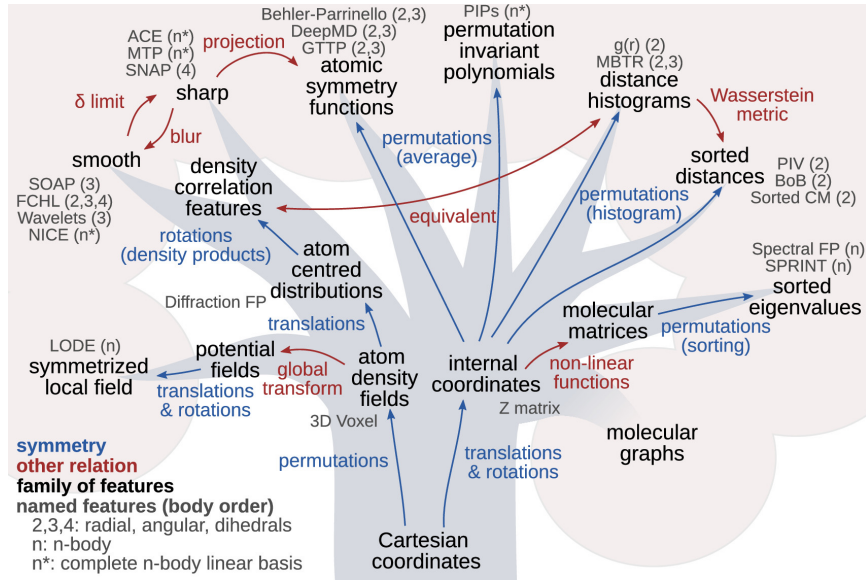 ACE (n*)
MTP (n*)
SNAP (4)
projection
Behler-Parrinello (2,3)
DeepMD (2,3)
GTTP (2,3)
atomic
symmetry
functions
PIPs (n*)
permutation
invariant
polynomials
g(r) (2)
MBTR (2,3)
distance
histograms
Wasserstein
metric
δ limit
sharp
blur
smooth
SOAP (3)
FCHL (2,3,4)
Wavelets (3)
NICE (n*)
density
correlation
features
permutations
(average)
sorted
distances
PIV (2)
BoB (2)
Sorted CM (2)
equivalent
permutations
(histogram)
rotations
(density products)
atom
centred
distributions
Diffraction FP
translations
Spectral FP (n)
SPRINT (n)
sorted
eigenvalues
molecular
matrices
permutations
(sorting)
LODE (n)
symmetrized
local field
potential
fields
translations
& rotations
global
transform
atom
density
fields
3D Voxel
internal
coordinates
non-linear
functions
Z matrix
molecular
graphs
permutations
translations
& rotations
Cartesian
coordinates
symmetry
other relation
family of features
named features (body order)
2,3,4: radial, angular, dihedrals
n: n-body
n*: complete n-body linear basis